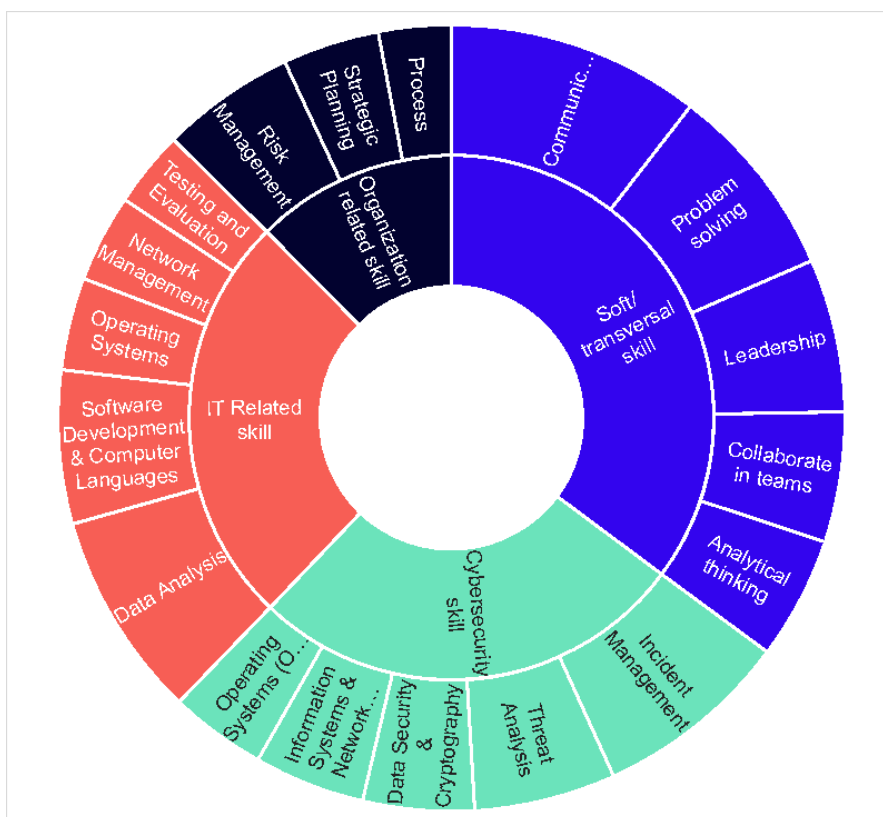 Communic...
Problem
solving
Leadership
Collaborate
in teams
Analytical
thinking
Soft/
transversal
skill
Incident
Management
Threat
Analysis
Data Security
&
Cryptography
Information
Systems &
Network...
Operating
Systems (O...
Cybersecurity
skill
Data Analysis
Software
Development
& Computer
Languages
Operating
Systems
Network
Management
Testing and
Evaluation
IT Related
skill
Risk
Management
Strategic
Planning
Process
Organization
related skill